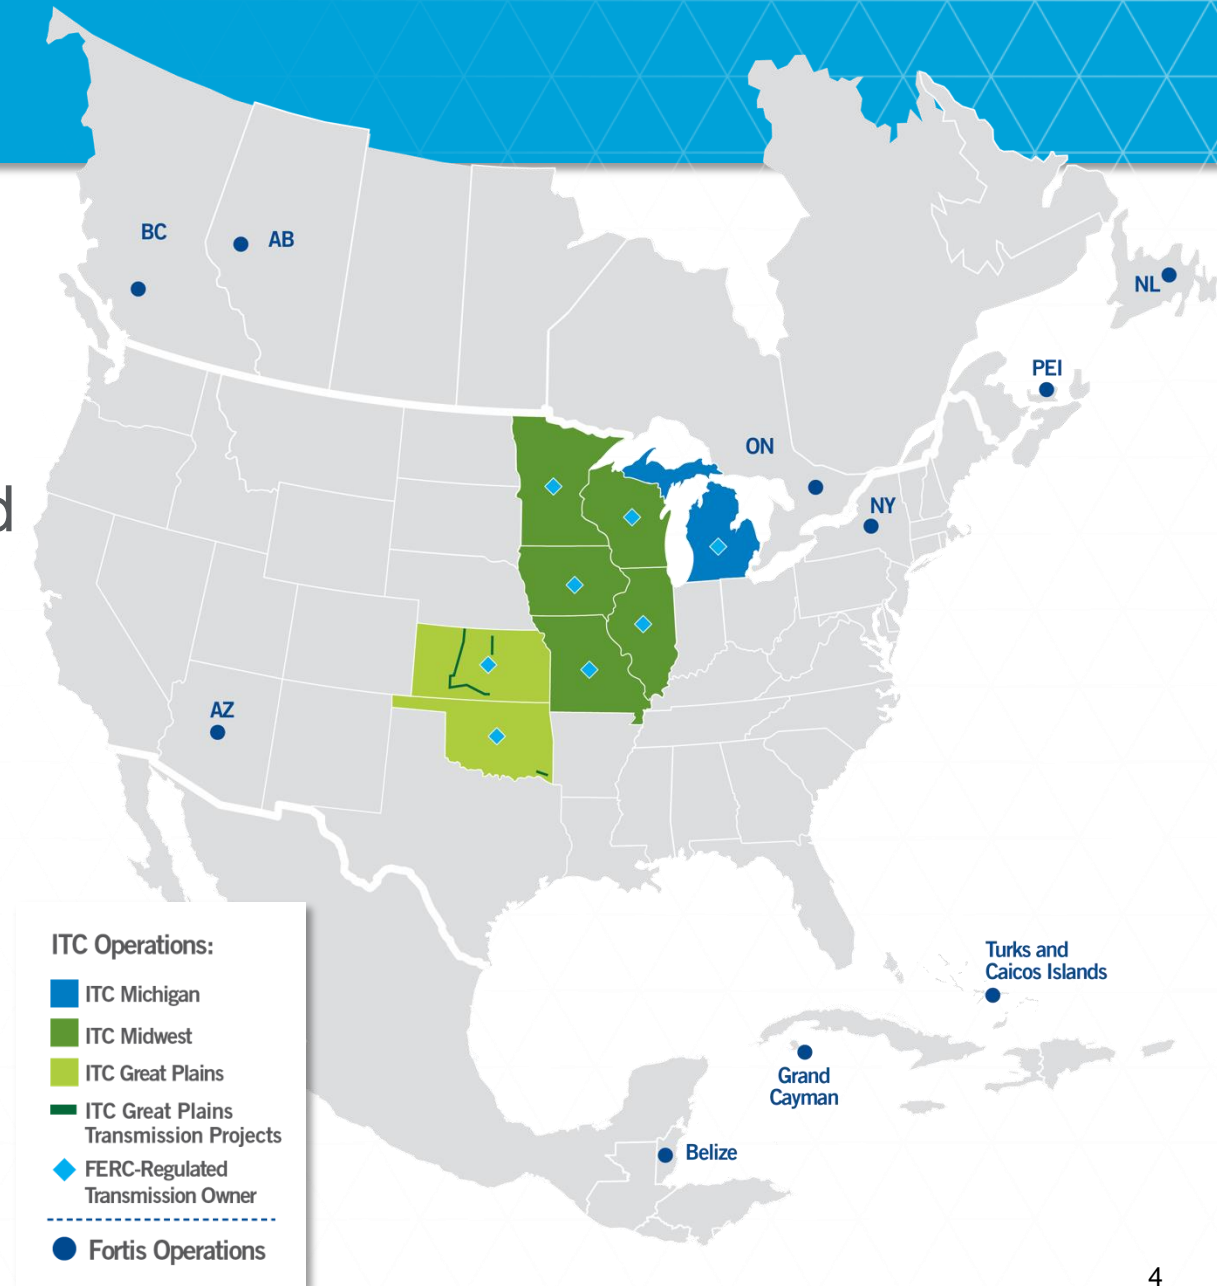 BC
AB
NL
PEI
ON
NY
d
AZ
Turks and
Caicos Islands
Grand
Cayman
Belize
ITC Operations:
ITC Michigan
ITC Midwest
ITC Great Plains
ITC Great Plains
Transmission Projects
FERC-Regulated
Transmission Owner
Fortis Operations
4